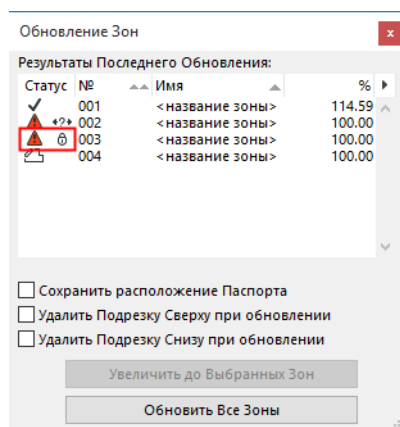 Обновление Зон
Результаты Последнего Обновления:
Статус № Имя %
001 <название зоны> 114.59
002 <название зоны> 100.00
003 <название зоны> 100.00
004 <название зоны> 100.00
Сохранить расположение Паспорта
Удалить Подрезку Сверху при обновлении
Удалить Подрезку Снизу при обновлении
Увеличить до Выбранных Зон
Обновить Все Зоны